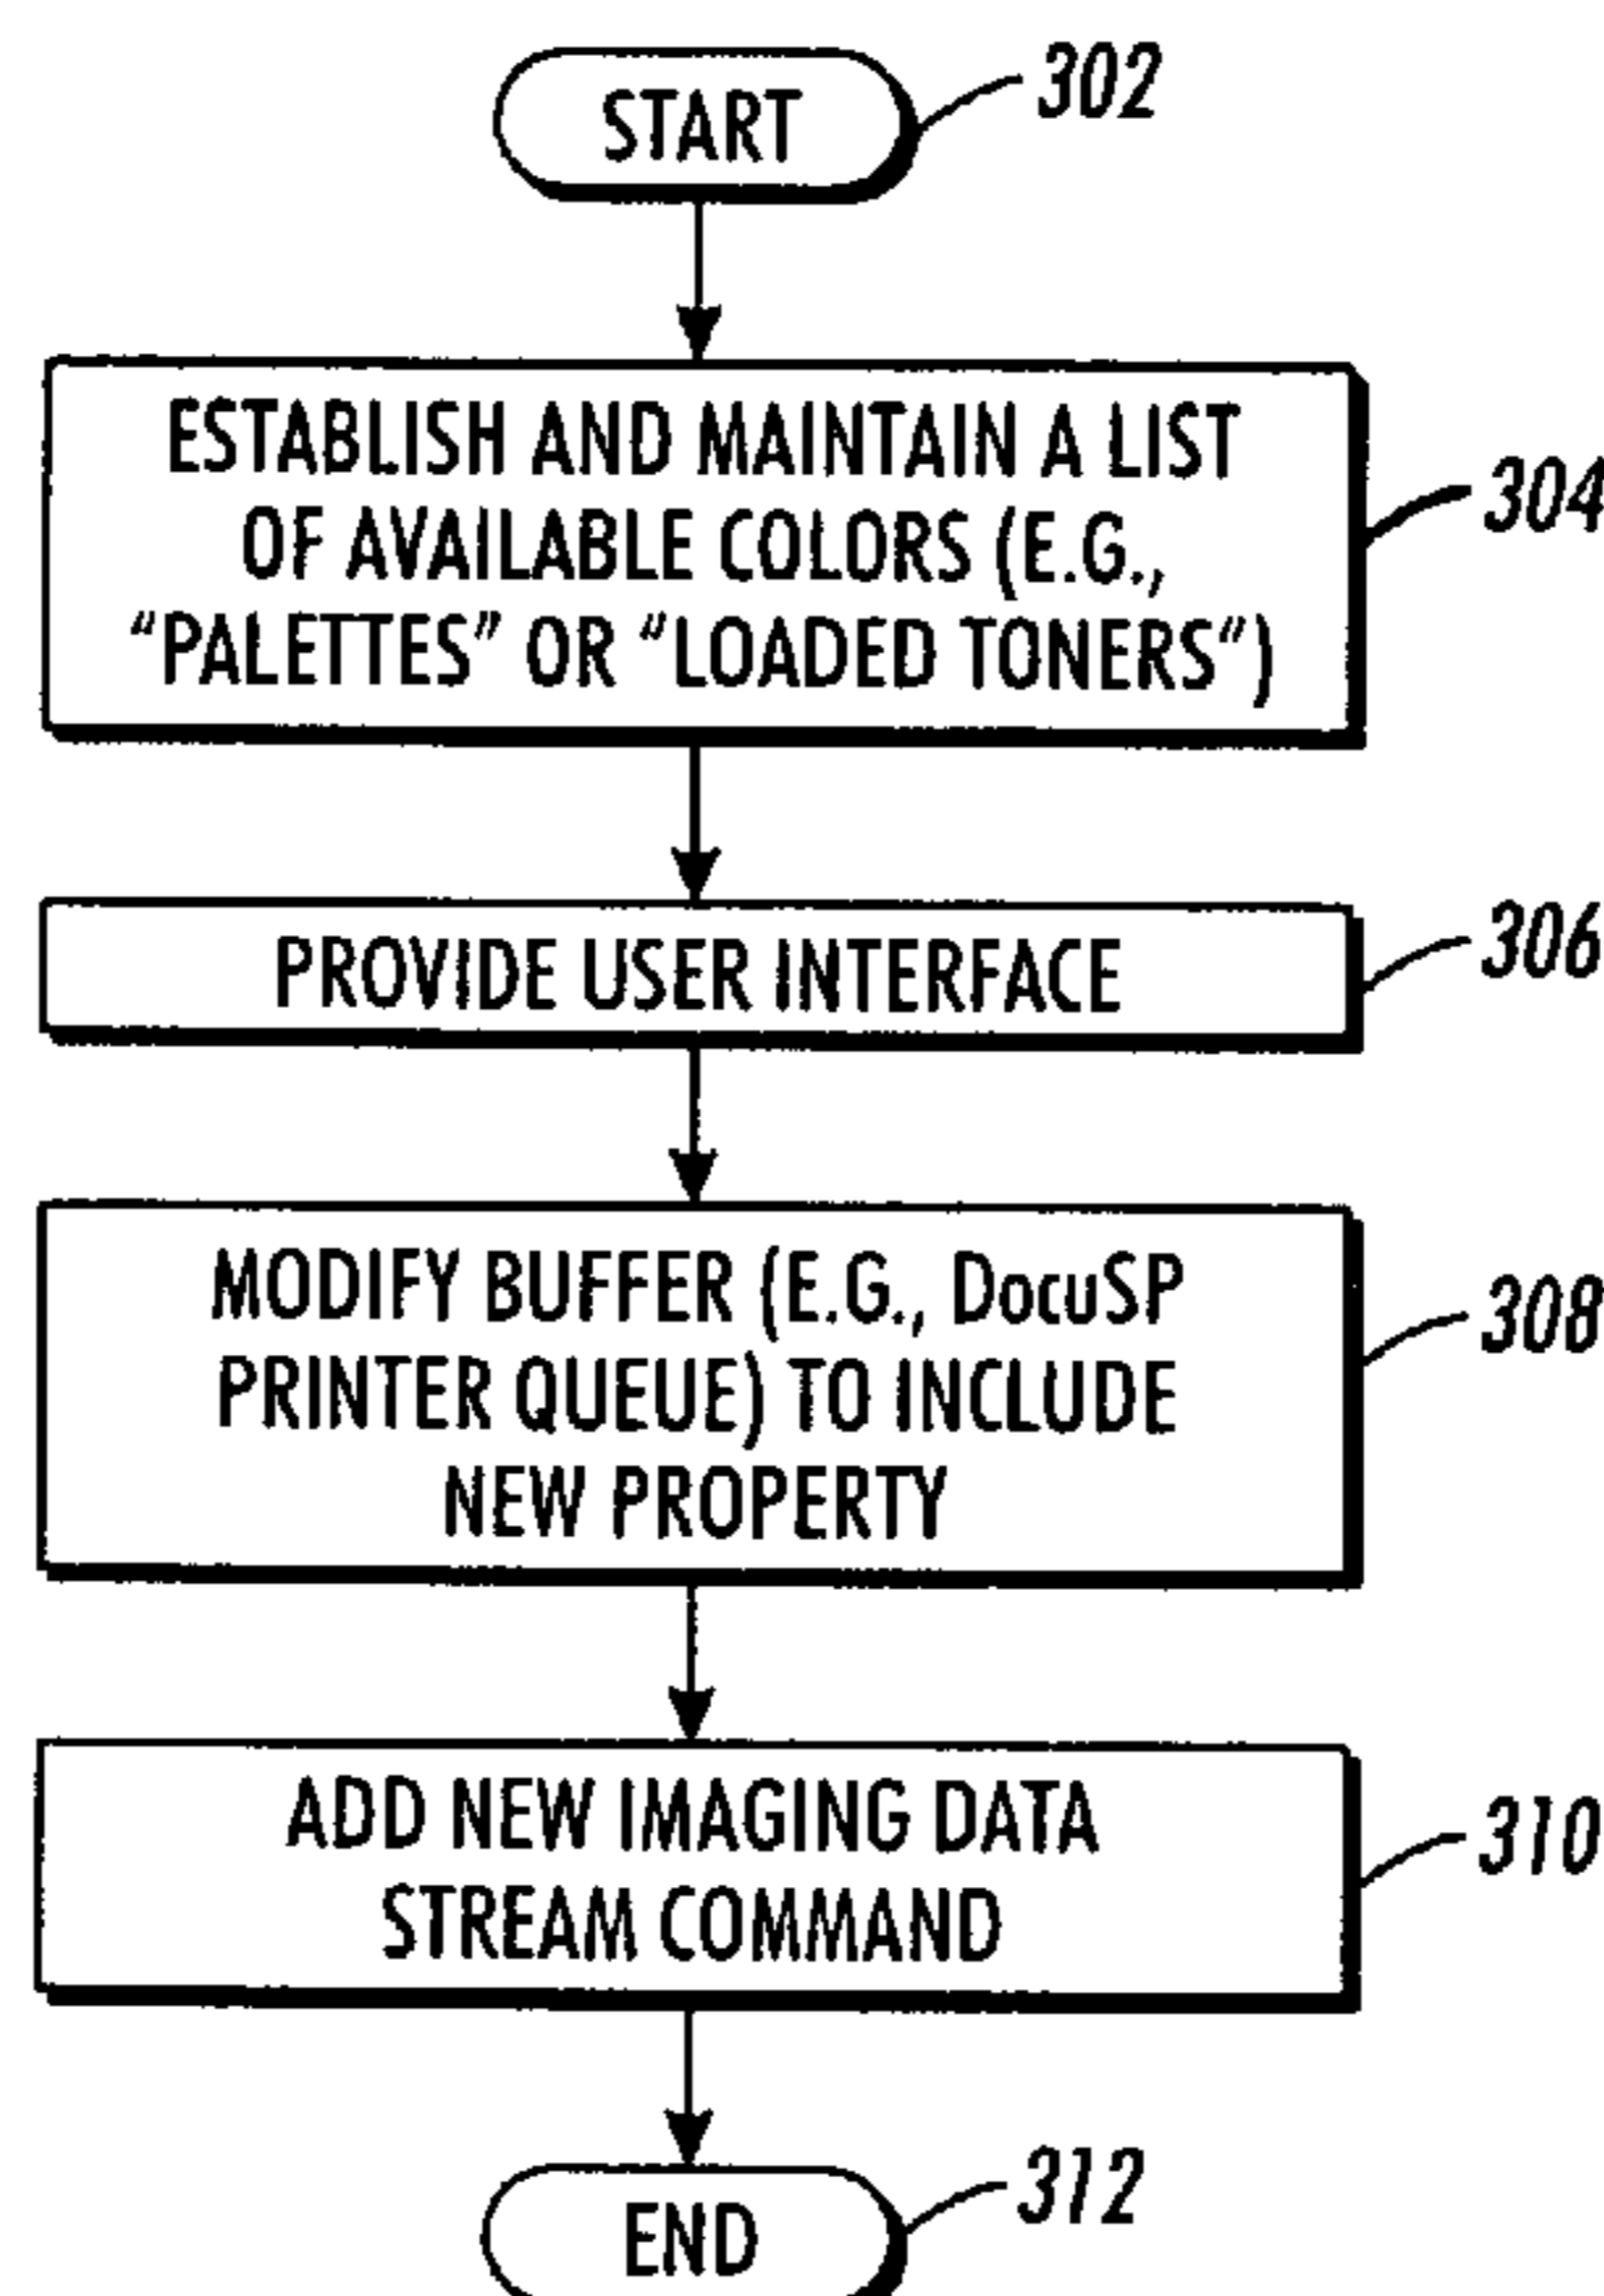 START
302
ESTABLISH AND MAINTAIN A LIST
OF AVAILABLE COLORS (E.G.,
"PALETTES" OR "LOADED TONERS")
304
PROVIDE USER INTERFACE
306
MODIFY BUFFER (E.G., DocuSP
PRINTER QUEUE) TO INCLUDE
NEW PROPERTY
308
ADD NEW IMAGING DATA
STREAM COMMAND
310
END
312